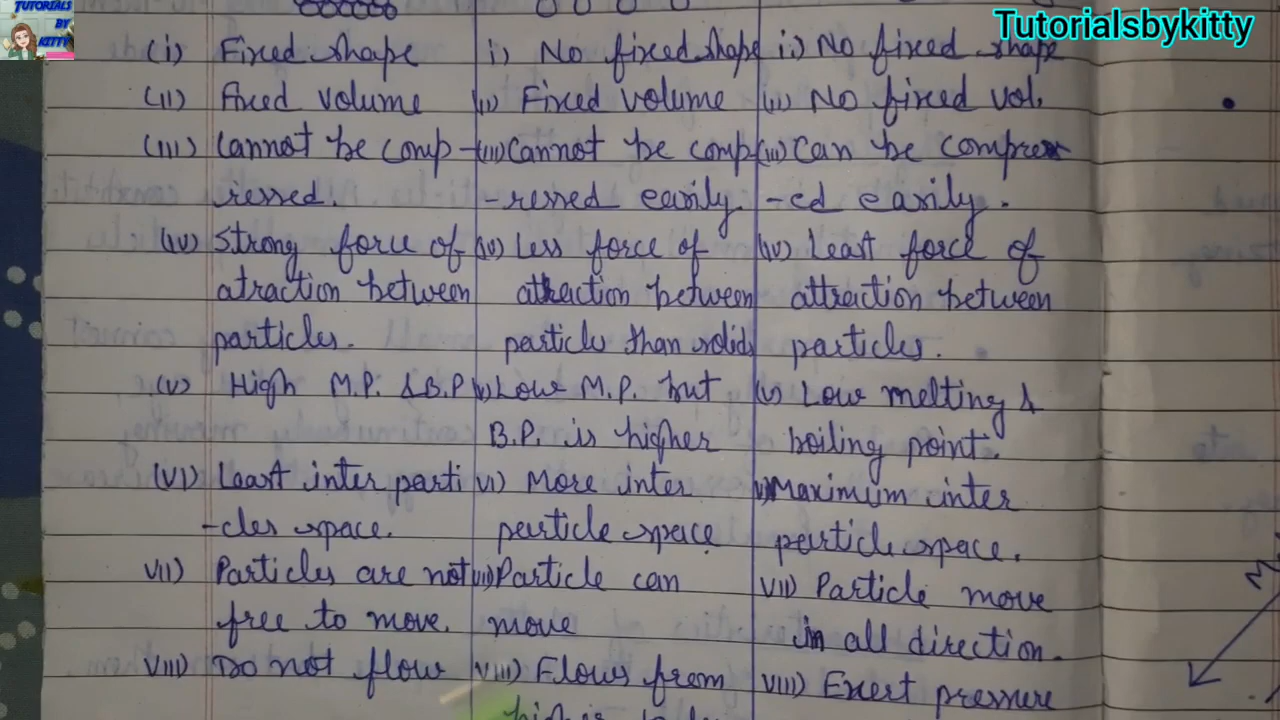 TUTORIALS
BY
KITTY
Tutorialsbykitty
(i) Fixed shape
(ii) Fixed volume
(iii) Cannot be comp-
ressed.
(iv) Strong force of
atraction between
particles.
(v) High M.P. & B.P
(vi) Least inter parti
-cles space.
vii) Particles are not
free to move.
viii) Do not flow
i) No fixed shape
ii) Fixed volume
(iii) Cannot be comp
-ressed easily.
(iv) Less force of
attraction between
particle than solid
(v) Low M.P. but
B.P. is higher
vi) More inter
particle space
vii) Particle can
move
viii) Flows from
i) No fixed shape
(ii) No fixed vol.
(iii) Can be compress
-ed easily.
(iv) Least force of
attraction between
particles.
(v) Low melting &
boiling point.
vi) Maximum inter
particle space.
vii) Particle move
in all direction.
viii) Exert pressure